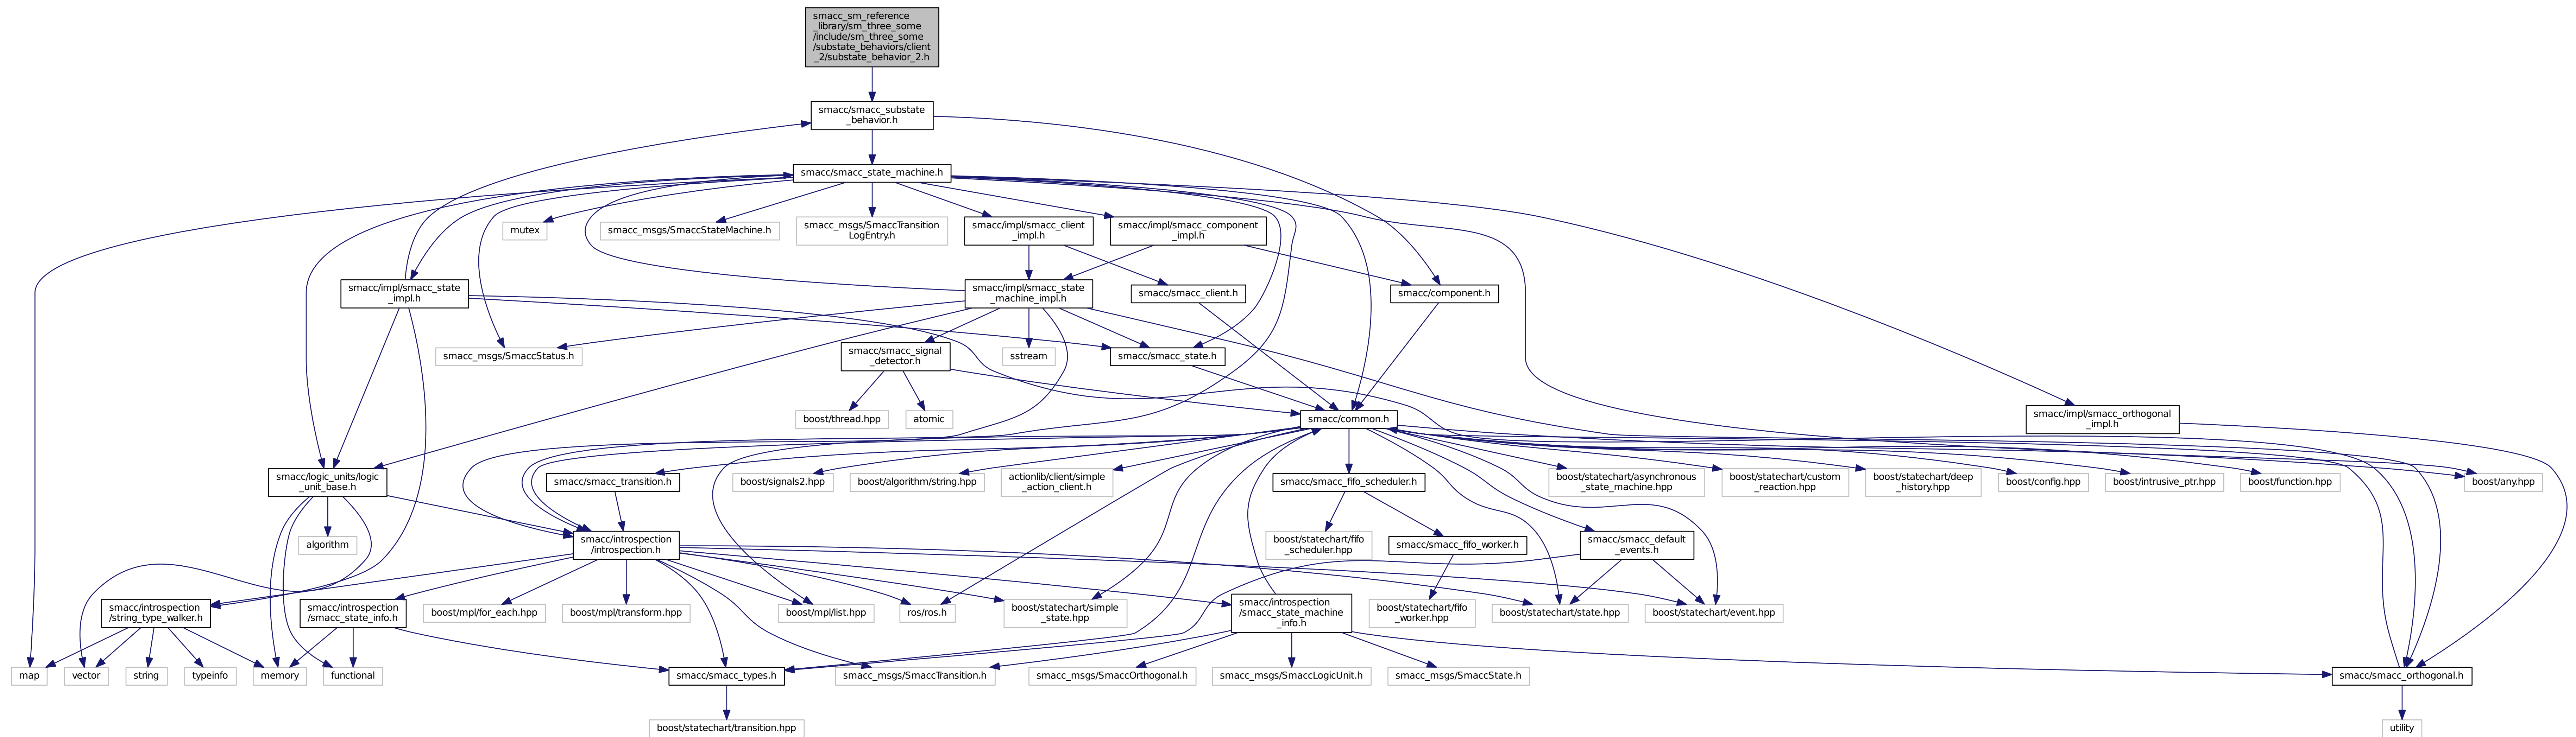 smacc_sm_reference
_library/sm_three_some
/include/sm_three_some
/substate_behaviors/client
_2/substate_behavior_2.h
smacc/smacc_substate
_behavior.h
smacc/smacc_state_machine.h
mutex
smacc_msgs/SmaccStateMachine.h
smacc_msgs/SmaccTransition
LogEntry.h
smacc/impl/smacc_client
_impl.h
smacc/impl/smacc_component
_impl.h
smacc/impl/smacc_state
_impl.h
smacc/impl/smacc_state
_machine_impl.h
smacc/smacc_client.h
smacc/component.h
smacc_msgs/SmaccStatus.h
smacc/smacc_signal
_detector.h
sstream
smacc/smacc_state.h
boost/thread.hpp
atomic
smacc/common.h
smacc/impl/smacc_orthogonal
_impl.h
smacc/logic_units/logic
_unit_base.h
smacc/smacc_transition.h
boost/signals2.hpp
boost/algorithm/string.hpp
actionlib/client/simple
_action_client.h
smacc/smacc_fifo_scheduler.h
boost/statechart/asynchronous
_state_machine.hpp
boost/statechart/custom
_reaction.hpp
boost/statechart/deep
_history.hpp
boost/config.hpp
boost/intrusive_ptr.hpp
boost/function.hpp
boost/any.hpp
algorithm
smacc/introspection
/introspection.h
boost/statechart/fifo
_scheduler.hpp
smacc/smacc_fifo_worker.h
smacc/smacc_default
_events.h
smacc/introspection
/string_type_walker.h
smacc/introspection
/smacc_state_info.h
boost/mpl/for_each.hpp
boost/mpl/transform.hpp
boost/mpl/list.hpp
ros/ros.h
boost/statechart/simple
_state.hpp
smacc/introspection
/smacc_state_machine
_info.h
boost/statechart/fifo
_worker.hpp
boost/statechart/state.hpp
boost/statechart/event.hpp
map
vector
string
typeinfo
memory
functional
smacc/smacc_types.h
smacc_msgs/SmaccTransition.h
smacc_msgs/SmaccOrthogonal.h
smacc_msgs/SmaccLogicUnit.h
smacc_msgs/SmaccState.h
smacc/smacc_orthogonal.h
boost/statechart/transition.hpp
utility